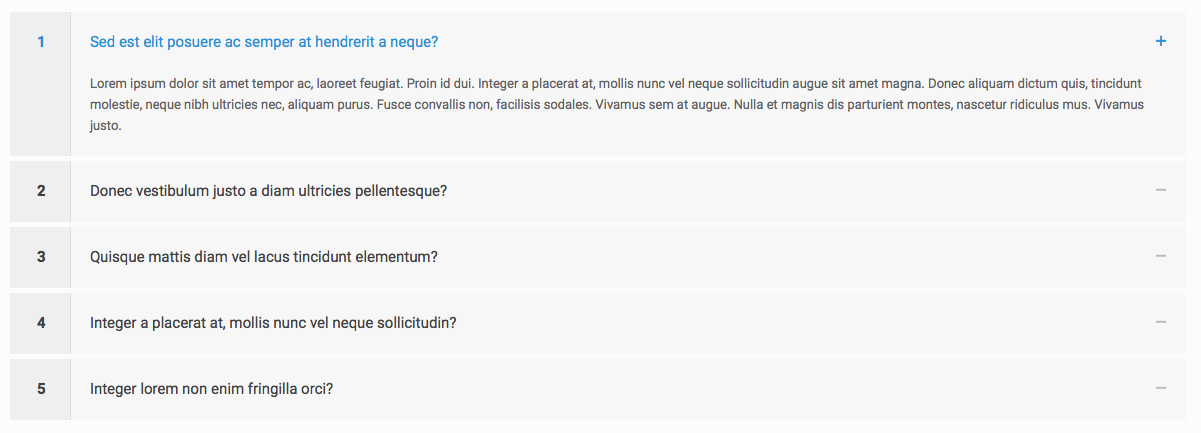 1 Sed est elit posuere ac semper at hendrerit a neque? +
Lorem ipsum dolor sit amet tempor ac, laoreet feugiat. Proin id dui. Integer a placerat at, mollis nunc vel neque sollicitudin augue sit amet magna. Donec aliquam dictum quis, tincidunt
molestie, neque nibh ultricies nec, aliquam purus. Fusce convallis non, facilisis sodales. Vivamus sem at augue. Nulla et magnis dis parturient montes, nascetur ridiculus mus. Vivamus
justo.
2 Donec vestibulum justo a diam ultricies pellentesque? −
3 Quisque mattis diam vel lacus tincidunt elementum? −
4 Integer a placerat at, mollis nunc vel neque sollicitudin? −
5 Integer lorem non enim fringilla orci? −